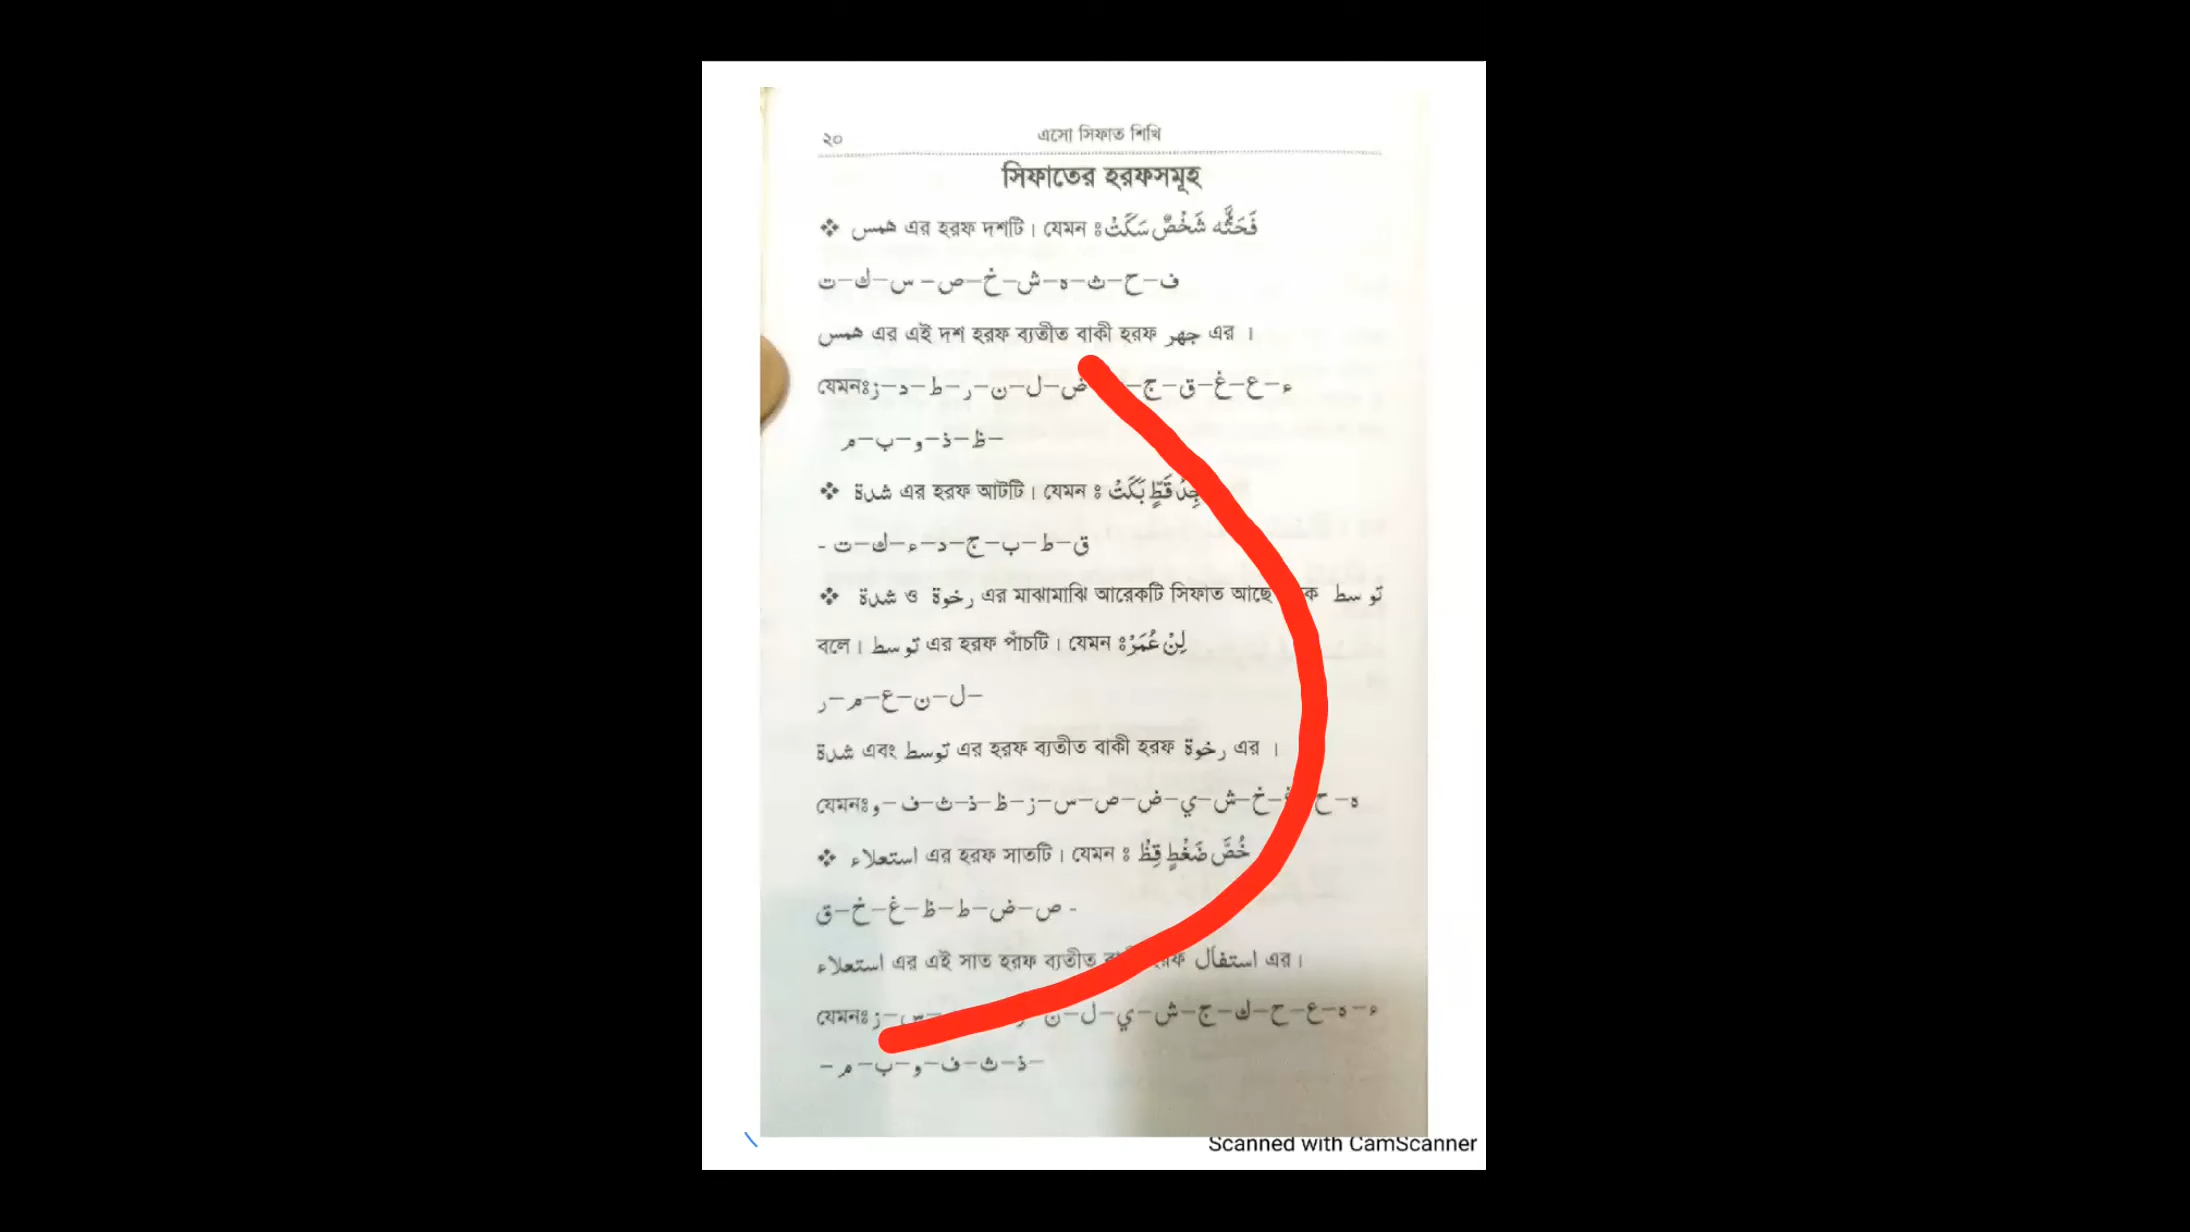 ২০
এসো সিফাত শিখি
সিফাতের হরফসমূহ
❖ همس এর হরফ দশটি। যেমন ঃ فَحَثَّهٗ شَخْصٌ سَكَتْ
ف–ح–ث–ه–ش–خ–ص– س–ك–ت
همس এর এই দশ হরফ ব্যতীত বাকী হরফ جهر এর ।
যেমনঃ ء–ع–غ–ق–ج– –ض–ل–ن–ر–ط–د–ز
–ظ–ذ–و–ب–م
❖ شدة এর হরফ আটটি। যেমন ঃ قَطٍّ بَكَتْ
ق–ط–ب–ج–د–ء–ك–ت -
❖ شدة ও رخوة এর মাঝামাঝি আরেকটি সিফাত আছে توسط
বলে। توسط এর হরফ পাঁচটি। যেমন ঃ لِنْ عُمَرْ
–ل–ن–ع–م–ر
شدة এবং توسط এর হরফ ব্যতীত বাকী হরফ رخوة এর ।
যেমনঃ ه–ح– –خ–ش–ي–ض–ص–س–ز–ظ–ذ–ث–ف–و
❖ استعلاء এর হরফ সাতটি। যেমন ঃ خُصَّ ضَغْطٍ قِظْ
- ص–ض–ط–ظ–غ–خ–ق
استعلاء এর এই সাত হরফ ব্যতীত استفال এর।
যেমনঃ ء–ه–ع–ح–ك–ج–ش–ي–ل–ن– –س–ز
–ذ–ث–ف–و–ب–م–
Scanned with CamScanner